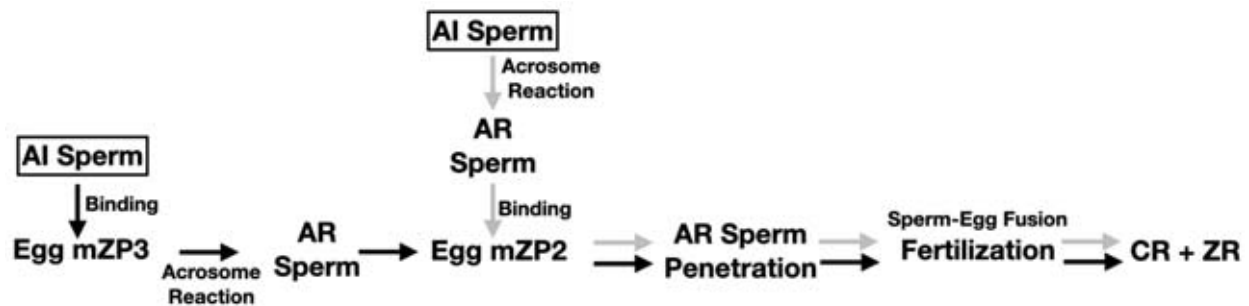 AI Sperm
Acrosome
Reaction
AR
Sperm
Binding
AI Sperm
Binding
Egg mZP3
Acrosome
Reaction
AR
Sperm
Egg mZP2
AR Sperm
Penetration
Sperm-Egg Fusion
Fertilization
CR + ZR